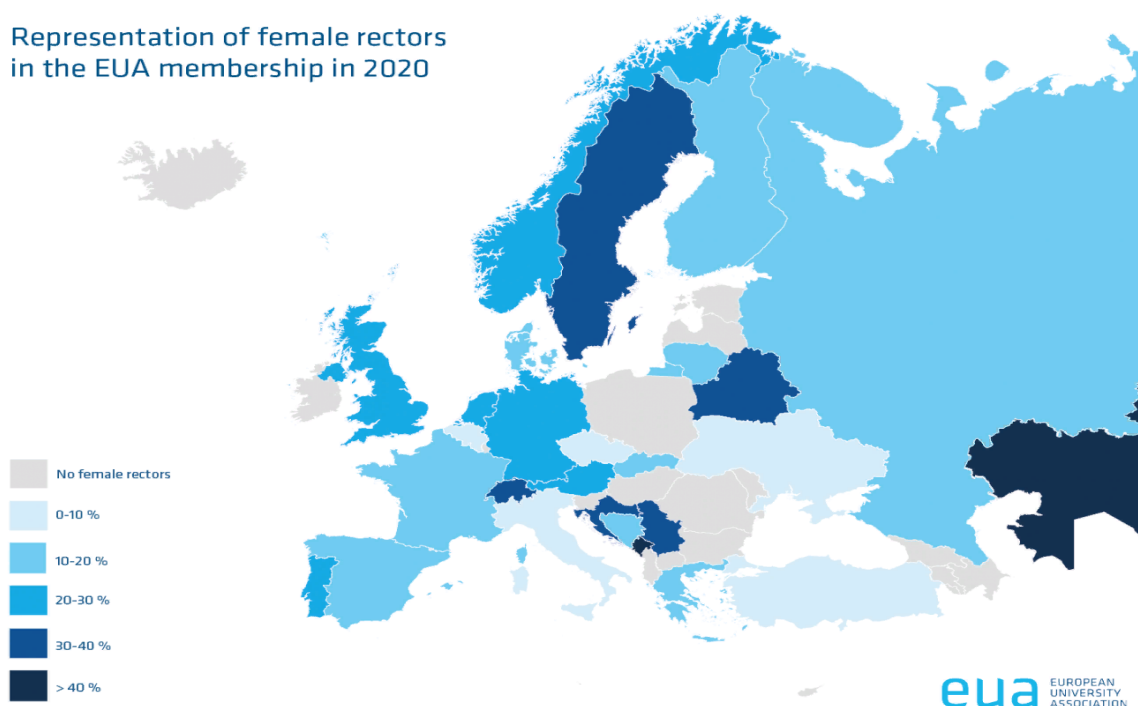 Representation of female rectors
in the EUA membership in 2020
No female rectors
0-10 %
10-20 %
20-30 %
30-40 %
> 40 %
eua
EUROPEAN
UNIVERSITY
ASSOCIATION